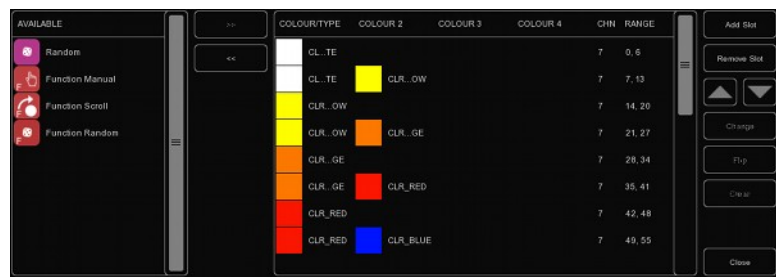 AVAILABLE
Random
F
Function Manual
F
Function Scroll
F
Function Random
>>
<<
COLOUR/TYPE COLOUR 2 COLOUR 3 COLOUR 4 CHN RANGE
CL...TE 7 0, 6
CL...TE CLR...OW 7 7, 13
CLR...OW 7 14, 20
CLR...OW CLR...GE 7 21, 27
CLR...GE 7 28, 34
CLR...GE CLR_RED 7 35, 41
CLR_RED 7 42, 48
CLR_RED CLR_BLUE 7 49, 55
Add Slot
Remove Slot
Change
Flip
Clear
Close